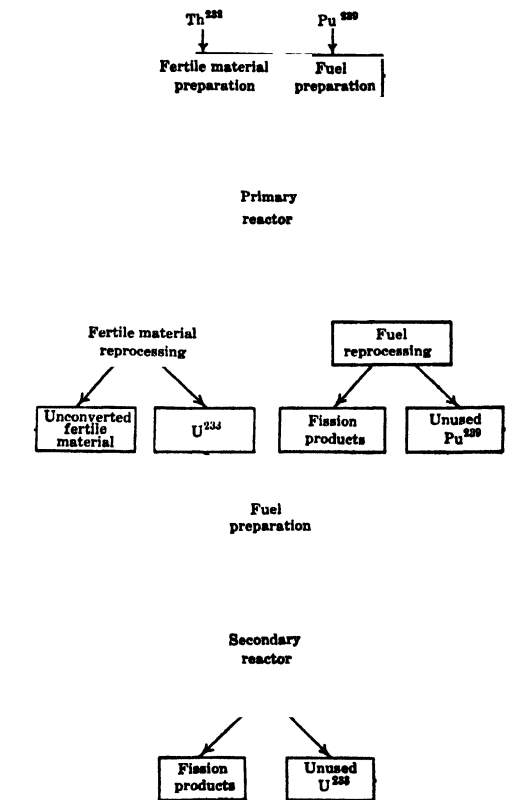 Th²³² Pu²³⁹
Fertile material preparation
Fuel preparation
Primary
reactor
Fertile material
reprocessing
Fuel
reprocessing
Unconverted
fertile
material
U²³³
Fission
products
Unused
Pu²³⁹
Fuel
preparation
Secondary
reactor
Fission
products
Unused
U²³³